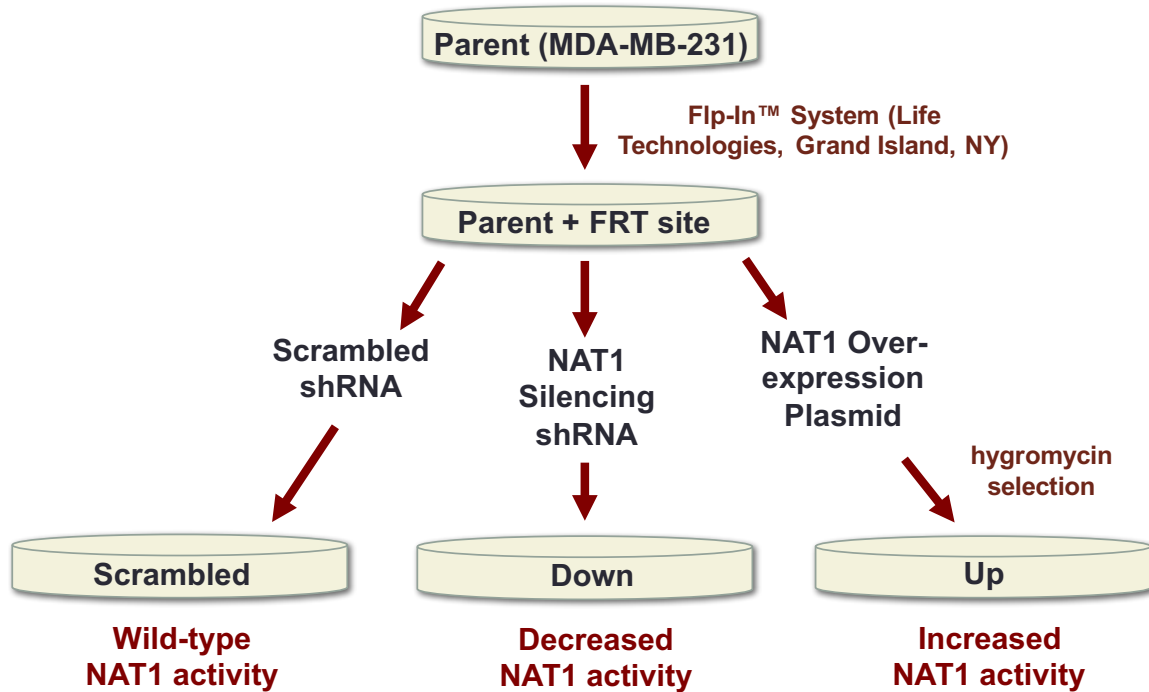 Parent (MDA-MB-231)
Flp-In™ System (Life
Technologies, Grand Island, NY)
Parent + FRT site
Scrambled
shRNA
NAT1
Silencing
shRNA
NAT1 Over-
expression
Plasmid
hygromycin
selection
Scrambled
Down
Up
Wild-type
NAT1 activity
Decreased
NAT1 activity
Increased
NAT1 activity